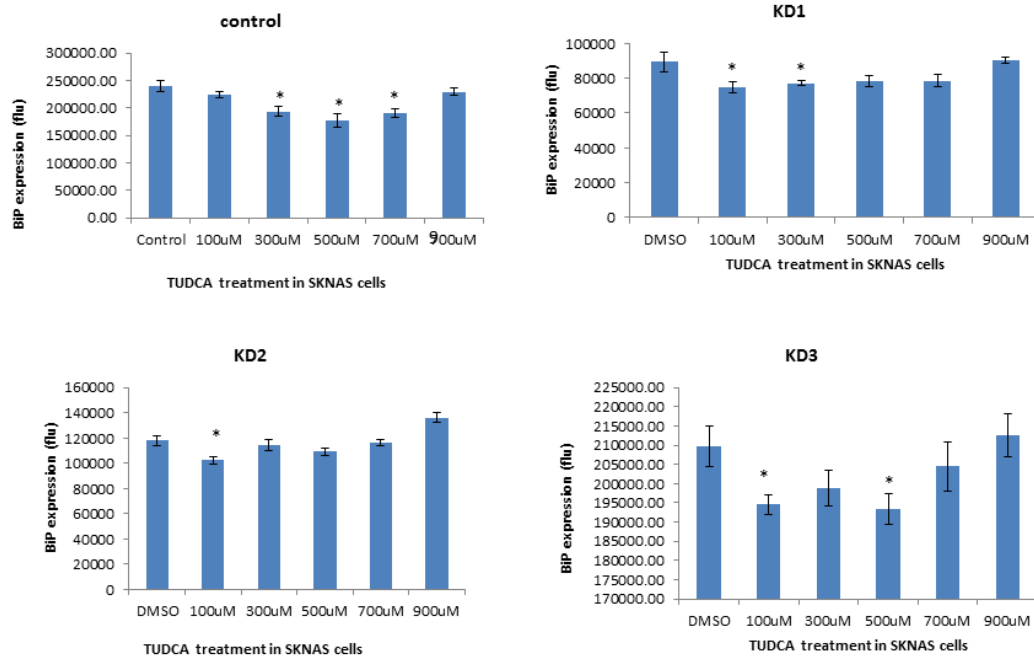 control
300000.00
250000.00
200000.00
150000.00
100000.00
50000.00
0.00
BiP expression (flu)
* * *
Control 100uM 300uM 500uM 700uM 900uM
9
TUDCA treatment in SKNAS cells
KD1
100000
80000
60000
40000
20000
0
BiP expression (flu)
* *
DMSO 100uM 300uM 500uM 700uM 900uM
TUDCA treatment in SKNAS cells
KD2
160000
140000
120000
100000
80000
60000
40000
20000
0
BiP expression (flu)
*
DMSO 100uM 300uM 500uM 700uM 900uM
TUDCA treatment in SKNAS cells
KD3
225000.00
220000.00
215000.00
210000.00
205000.00
200000.00
195000.00
190000.00
185000.00
180000.00
175000.00
170000.00
BiP expression (flu)
* *
DMSO 100uM 300uM 500uM 700uM 900uM
TUDCA treatment in SKNAS cells